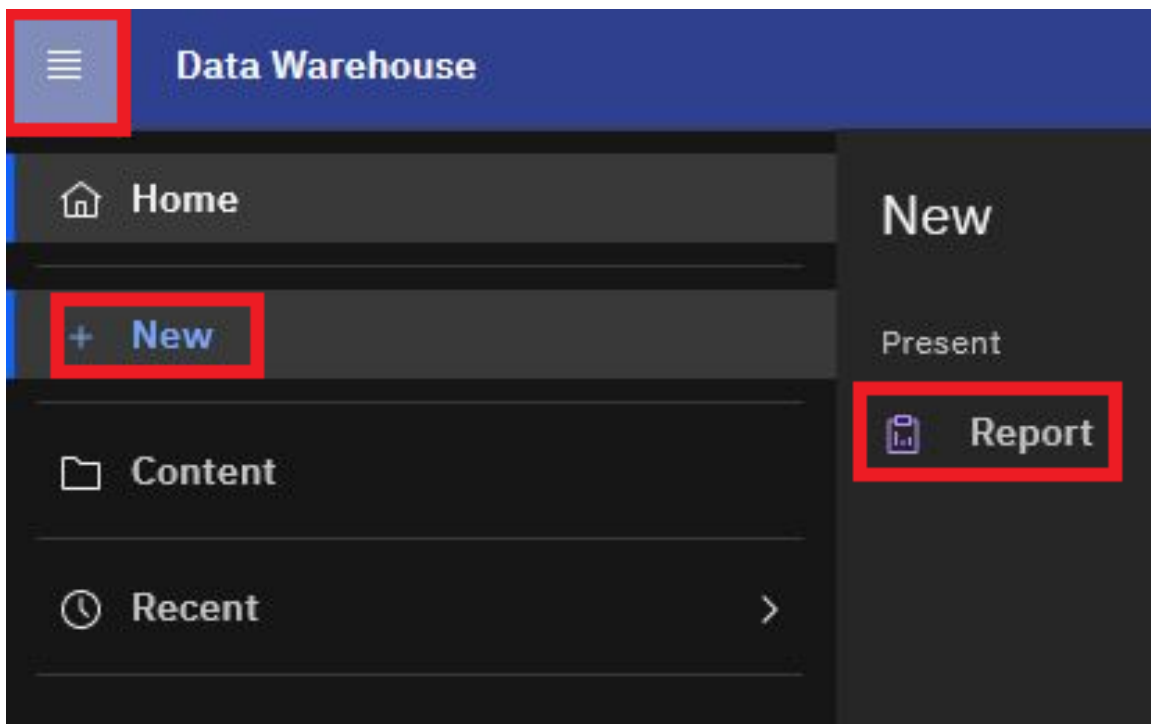 Data Warehouse
Home
New
Content
Recent
New
Present
Report